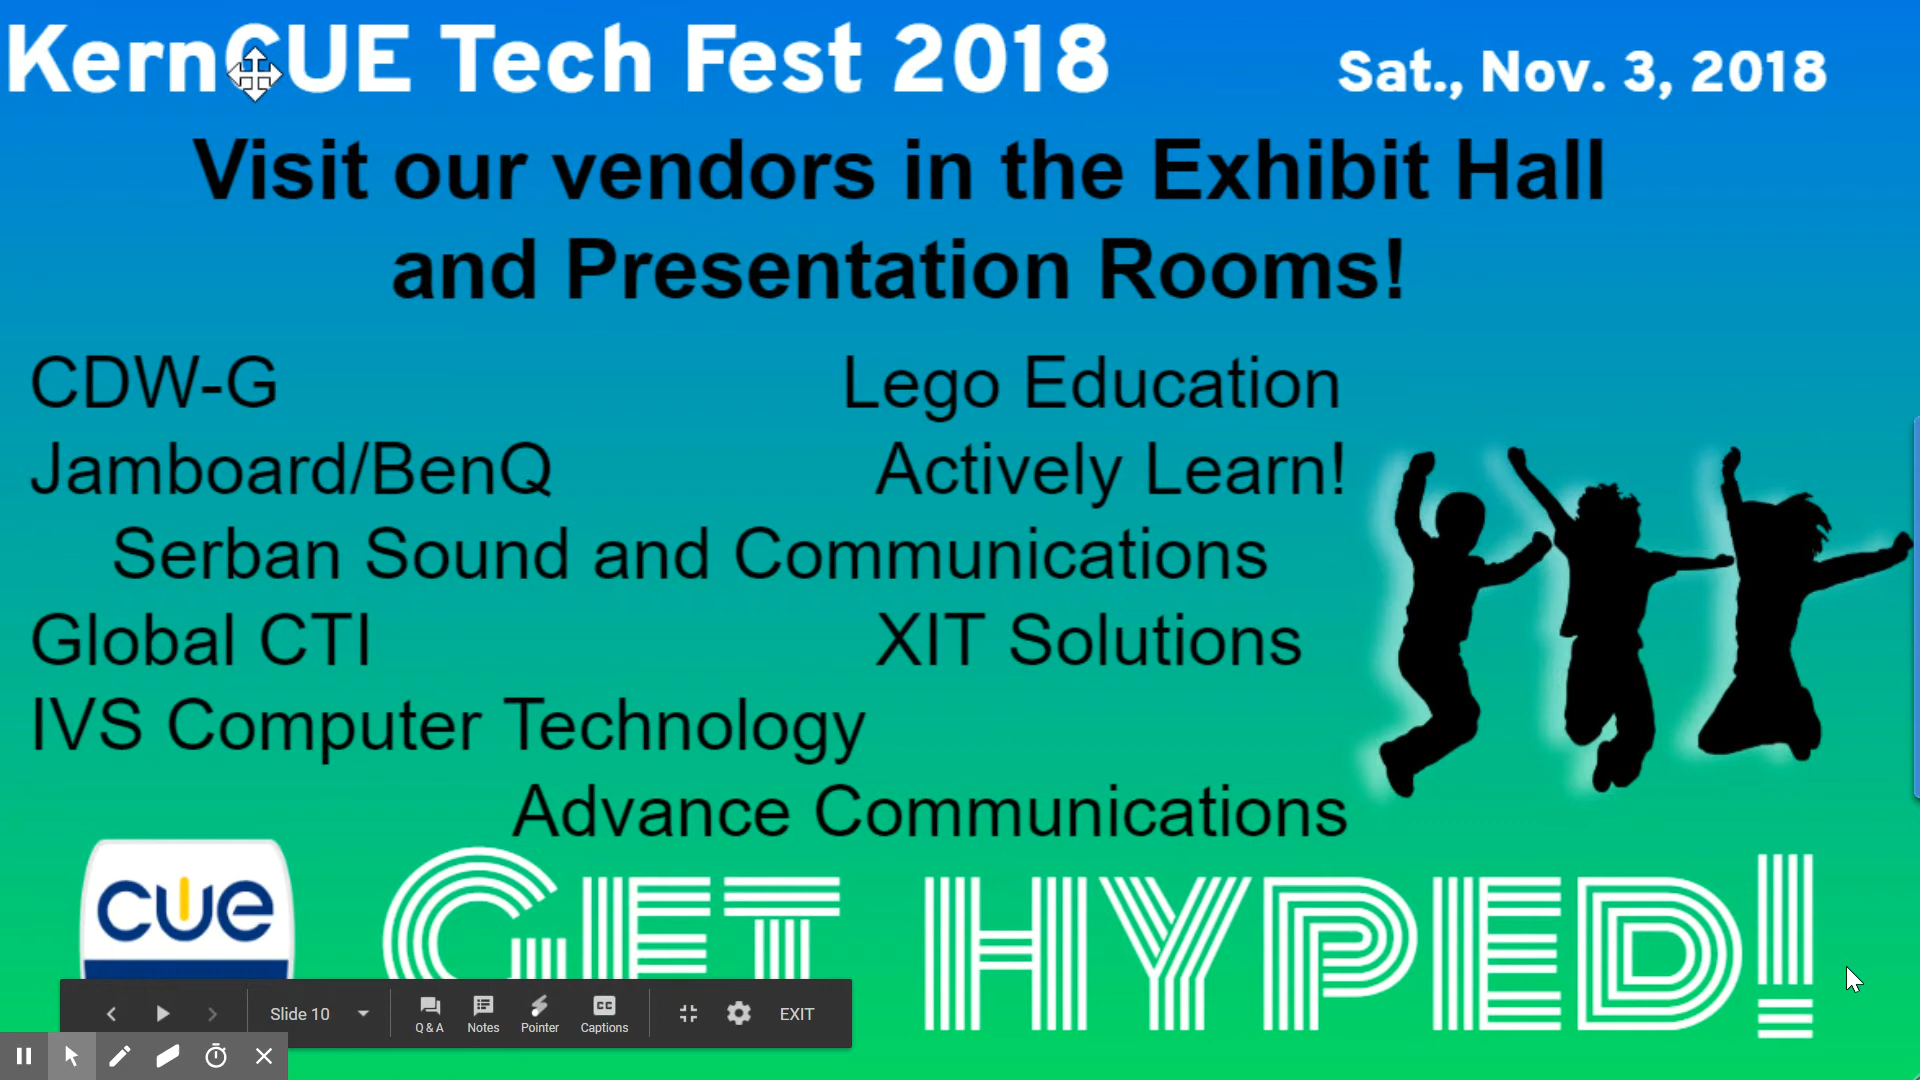 KernCUE Tech Fest 2018 Sat., Nov. 3, 2018
Visit our vendors in the Exhibit Hall
and Presentation Rooms!
CDW-G Lego Education
Jamboard/BenQ Actively Learn!
Serban Sound and Communications
Global CTI XIT Solutions
IVS Computer Technology
Advance Communications
cue
GET HYPED!
Slide 10 Q & A Notes Pointer CC Captions EXIT